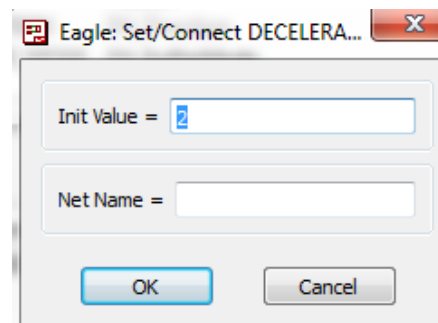 Eagle: Set/Connect DECELERA...
Init Value = 2
Net Name =
OK Cancel